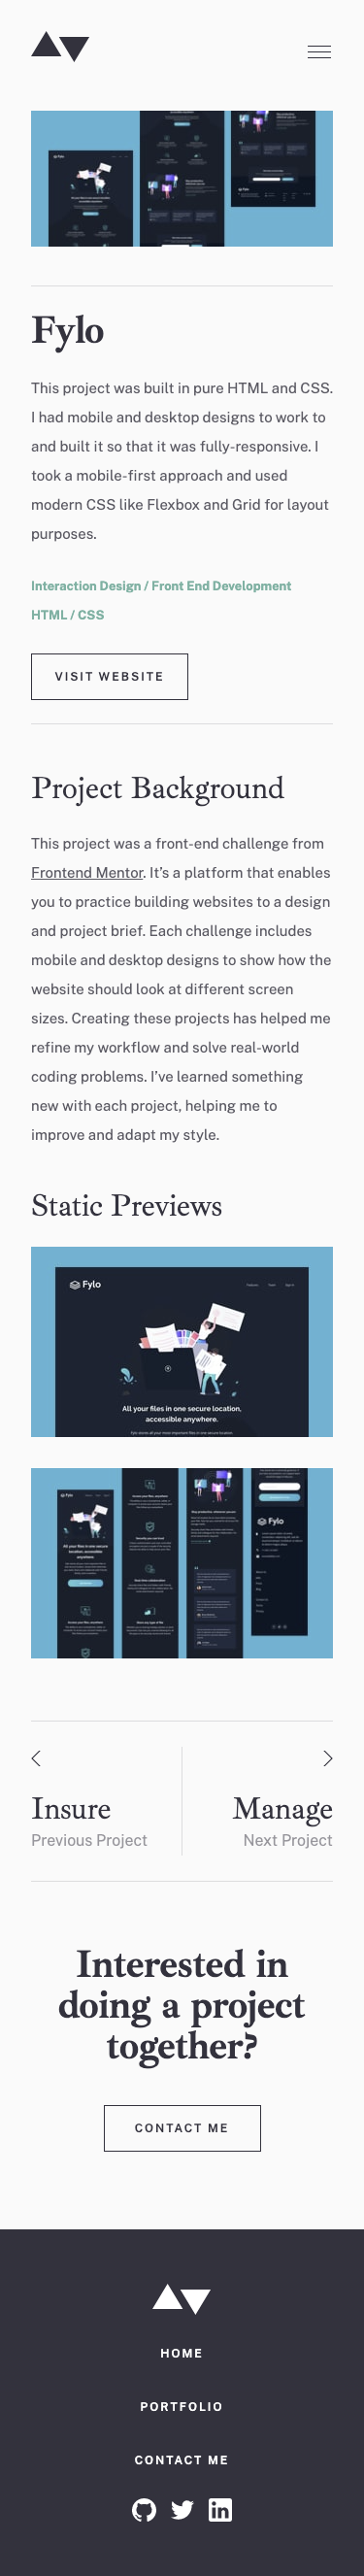 Fylo
This project was built in pure HTML and CSS.
I had mobile and desktop designs to work to
and built it so that it was fully-responsive. I
took a mobile-first approach and used
modern CSS like Flexbox and Grid for layout
purposes.
Interaction Design / Front End Development
HTML / CSS
VISIT WEBSITE
Project Background
This project was a front-end challenge from
Frontend Mentor. It’s a platform that enables
you to practice building websites to a design
and project brief. Each challenge includes
mobile and desktop designs to show how the
website should look at different screen
sizes. Creating these projects has helped me
refine my workflow and solve real-world
coding problems. I’ve learned something
new with each project, helping me to
improve and adapt my style.
Static Previews
Fylo
All your files in one secure location,
accessible anywhere.
Fylo
Insure
Previous Project
Manage
Next Project
Interested in
doing a project
together?
CONTACT ME
HOME
PORTFOLIO
CONTACT ME